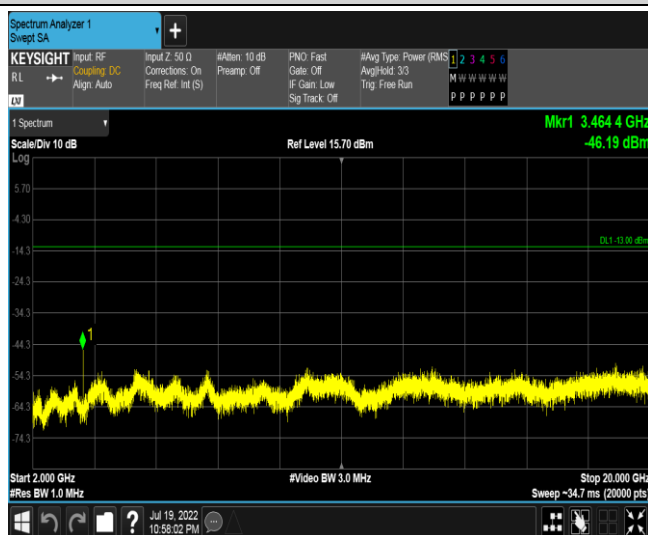 Spectrum Analyzer 1
Swept SA
+
KEYSIGHT
RL
LXI
Input: RF
Coupling: DC
Align: Auto
Input Z: 50 Ω
Corrections: On
Freq Ref: Int (S)
#Atten: 10 dB
Preamp: Off
PNO: Fast
Gate: Off
IF Gain: Low
Sig Track: Off
#Avg Type: Power (RMS
Avg|Hold: 3/3
Trig: Free Run
1 2 3 4 5 6
M W W W W W
P P P P P P
1 Spectrum
Scale/Div 10 dB
Ref Level 15.70 dBm
Mkr1 3.464 4 GHz
-46.19 dBm
Log
5.70
-4.30
DL1 -13.00 dBm
-14.3
-24.3
-34.3
1
-44.3
-54.3
-64.3
-74.3
Start 2.000 GHz
#Video BW 3.0 MHz
Stop 20.000 GHz
#Res BW 1.0 MHz
Sweep ~34.7 ms (20000 pts)
?
Jul 19, 2022
10:58:02 PM